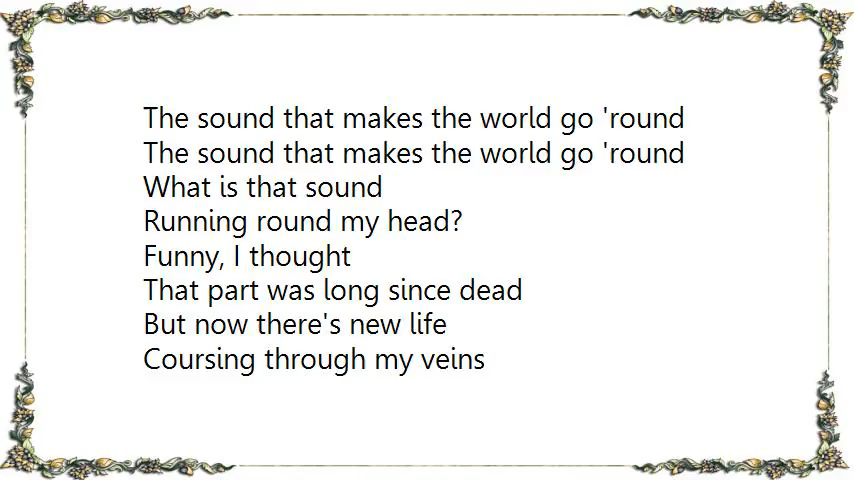 The sound that makes the world go 'round
The sound that makes the world go 'round
What is that sound
Running round my head?
Funny, I thought
That part was long since dead
But now there's new life
Coursing through my veins